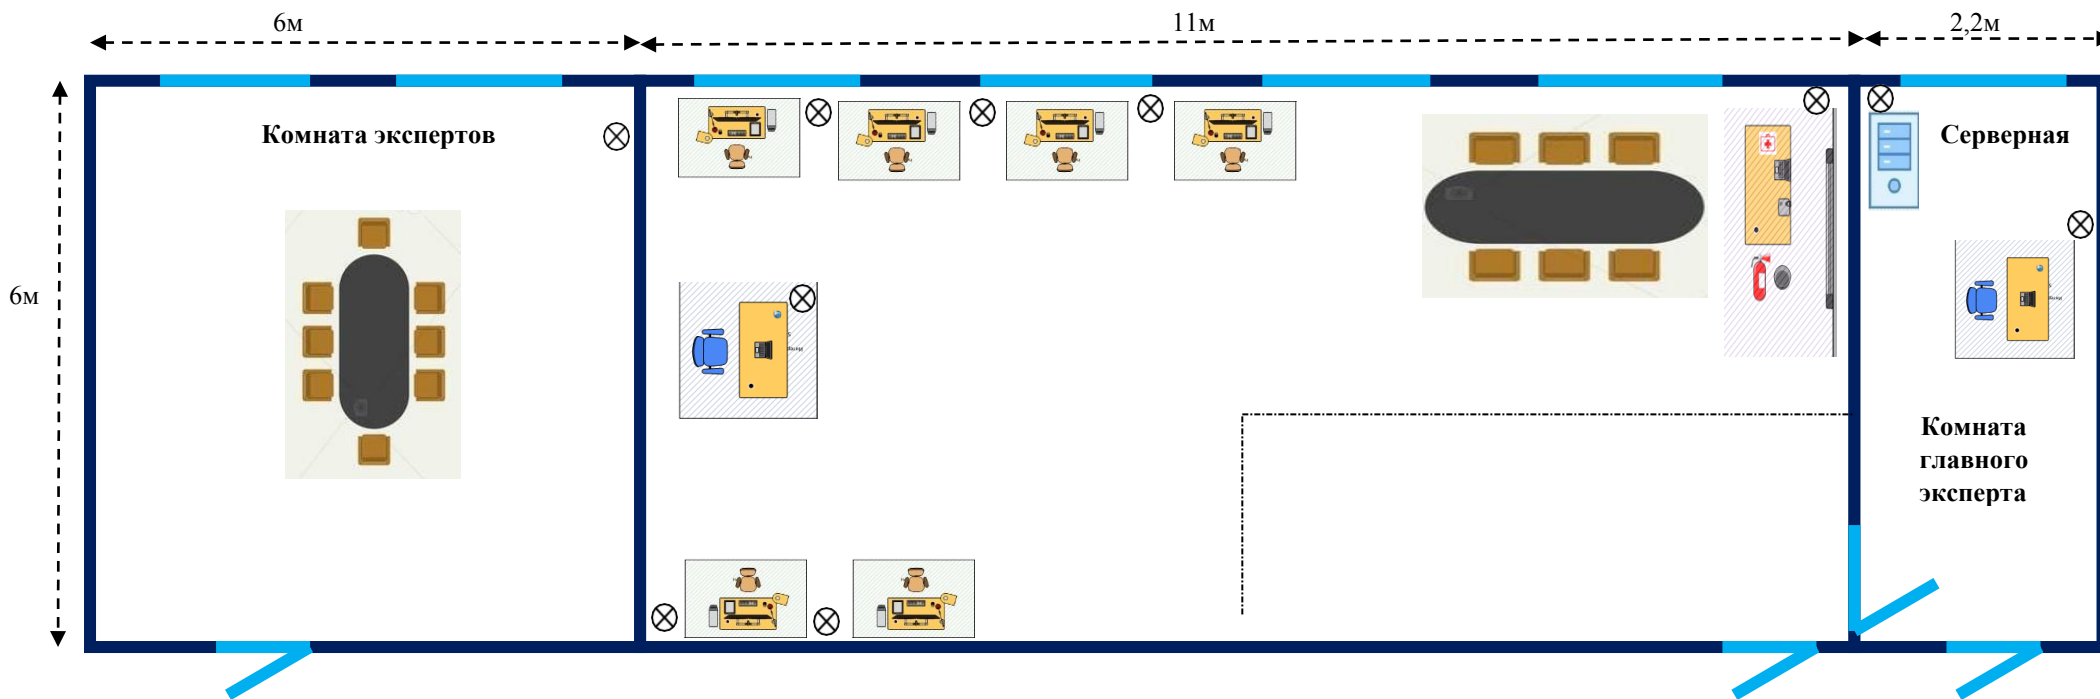 6м
11м
2,2м
Комната экспертов
Серверная
6м
Комната
главного
эксперта